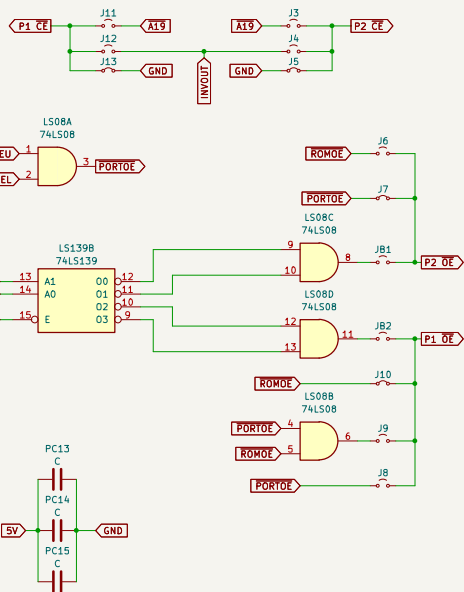 J11 J3
P1 CE A19 A19 P2 CE
J12 J4
J13 J5
GND GND
INVOUT
LS08A
74LS08
EU 1
3 PORTOE
EL 2
J6
ROMOE
J7
PORTOE
LS08C
74LS08
9
8 JB1 P2 OE
10
LS139B
74LS139
13 A1 O0 12
14 A0 O1 11
O2 10
15 E O3 9
LS08D
74LS08
12
11 JB2 P1 OE
13
J10
ROMOE
LS08B
74LS08
PORTOE 4
6 J9
ROMOE 5
J8
PORTOE
PC13
C
PC14
C
5V GND
PC15
C